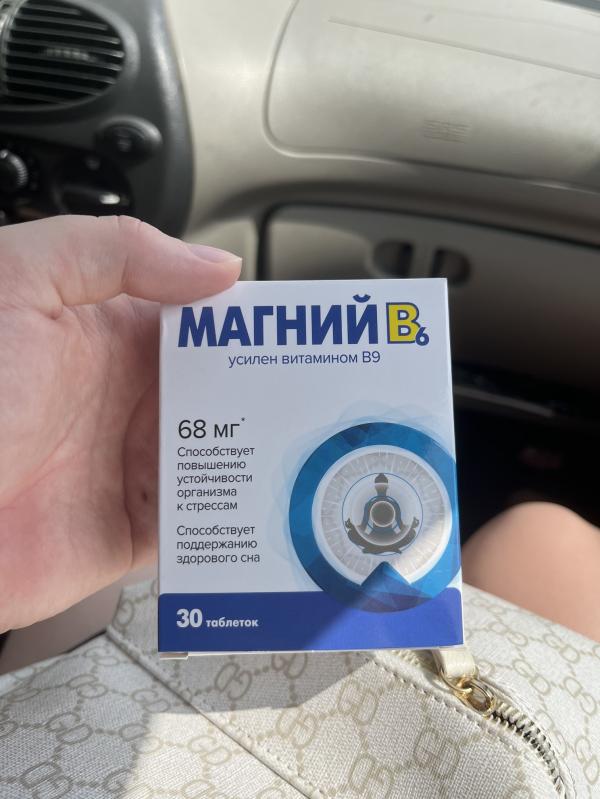 МАГНИЙ B6
усилен витамином B9
68 мг*
Способствует
повышению
устойчивости
организма
к стрессам
Способствует
поддержанию
здорового сна
30 таблеток